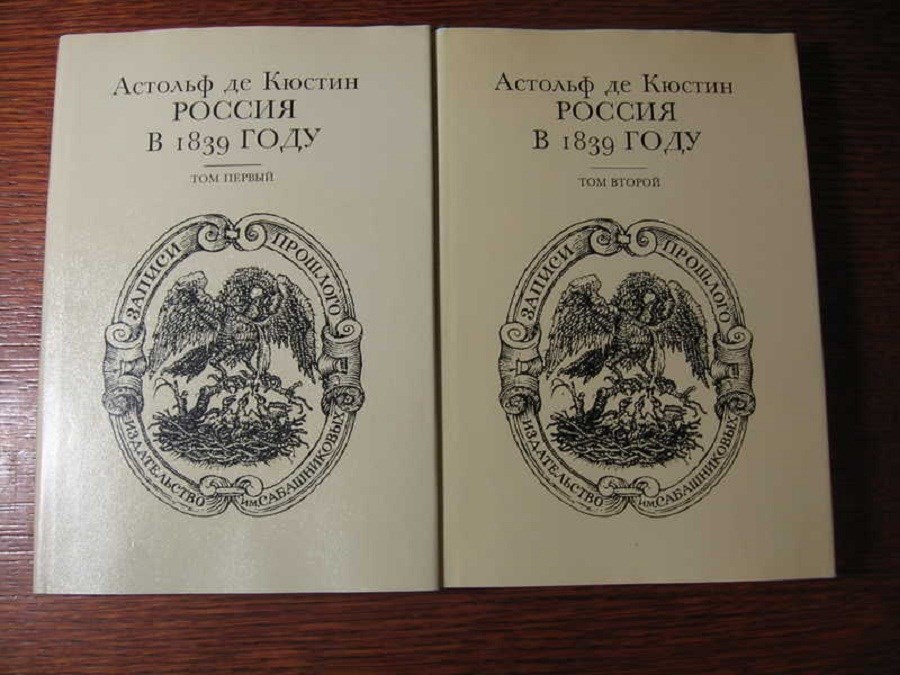 Астольф де Кюстин
РОССИЯ
В 1839 ГОДУ
ТОМ ПЕРВЫЙ
ЗАПИСИ ПРОШЛОГО
ИЗДАТЕЛЬСТВО им. САБАШНИКОВЫХ
Астольф де Кюстин
РОССИЯ
В 1839 ГОДУ
ТОМ ВТОРОЙ
ЗАПИСИ ПРОШЛОГО
ИЗДАТЕЛЬСТВО им. САБАШНИКОВЫХ